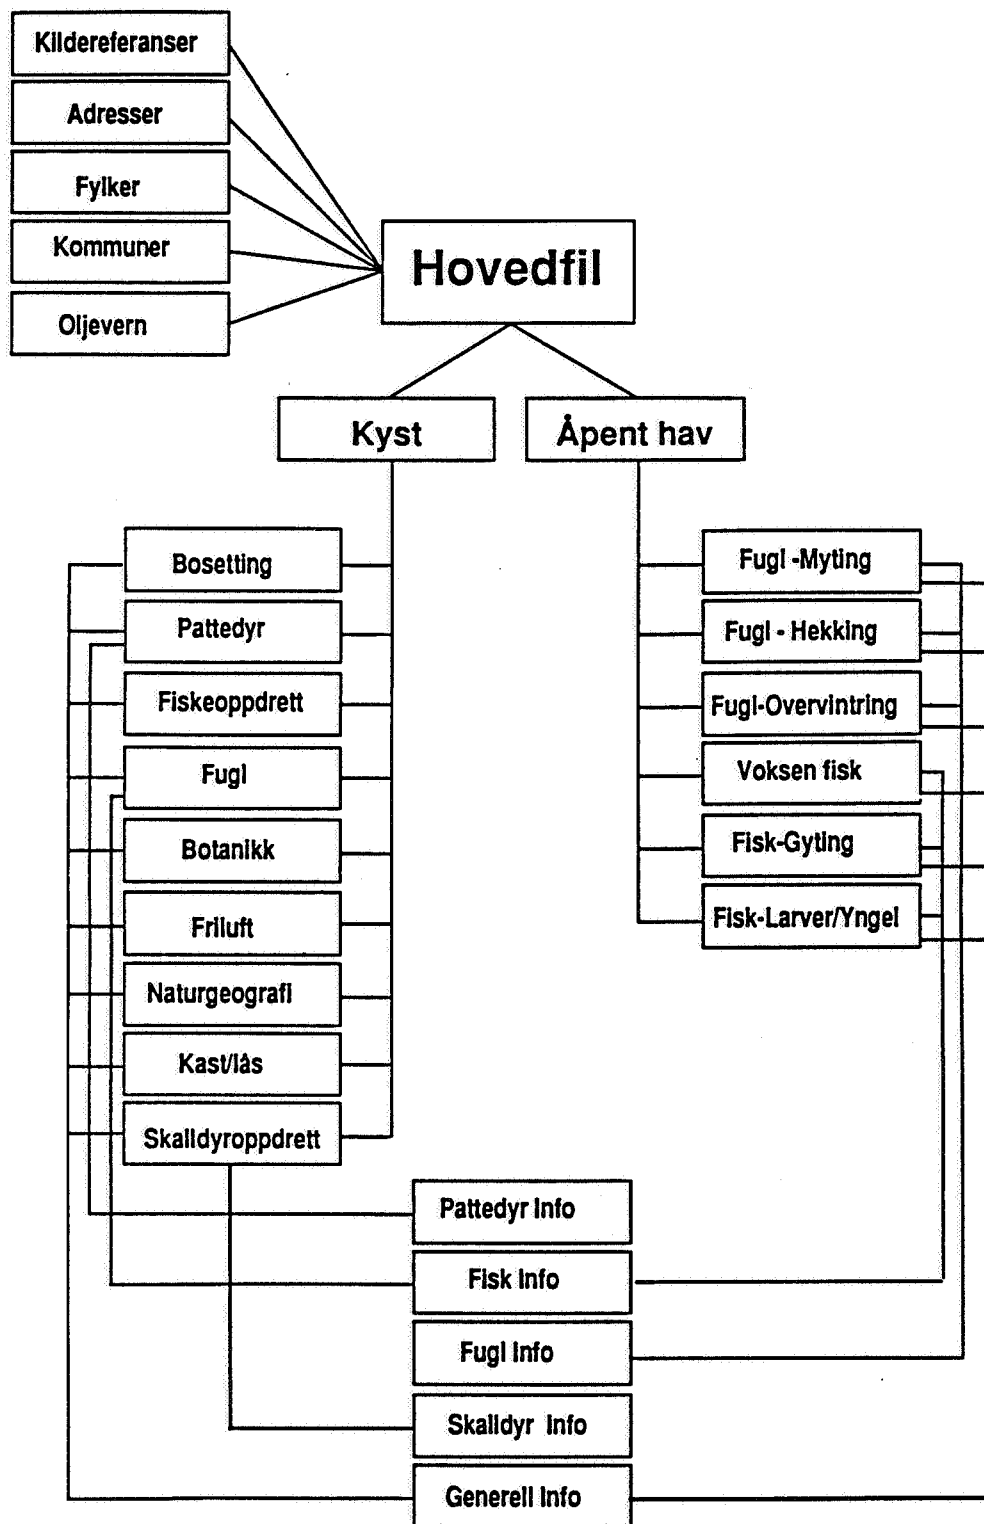 Kildereferanser
Adresser
Fylker
Kommuner
Oljevern
Hovedfil
Kyst
Åpent hav
Bosetting
Pattedyr
Fiskeoppdrett
Fugl
Botanikk
Friluft
Naturgeografi
Kast/lås
Skalldyroppdrett
Fugl -Myting
Fugl - Hekking
Fugl-Overvintring
Voksen fisk
Fisk-Gyting
Fisk-Larver/Yngel
Pattedyr Info
Fisk Info
Fugl Info
Skalldyr Info
Generell Info